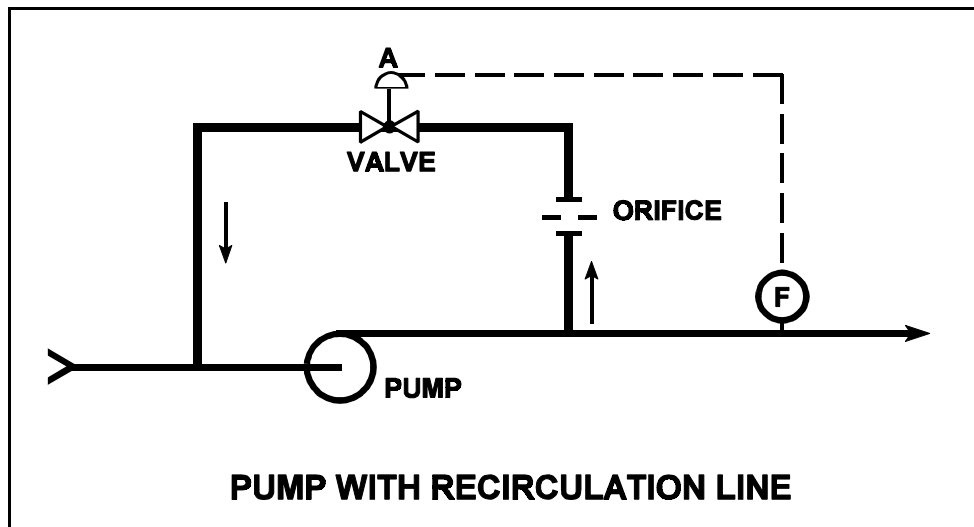 A
VALVE
ORIFICE
F
PUMP
PUMP WITH RECIRCULATION LINE